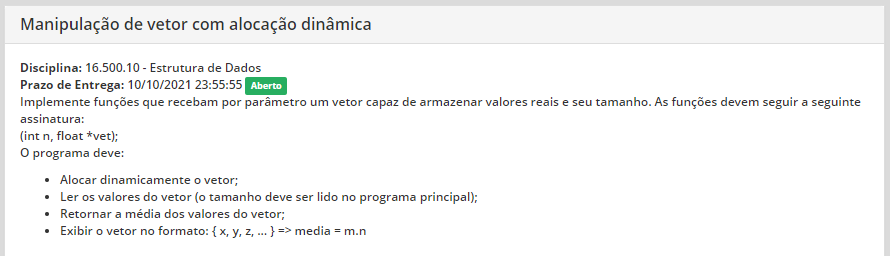 Manipulação de vetor com alocação dinâmica
Disciplina: 16.500.10 - Estrutura de Dados
Prazo de Entrega: 10/10/2021 23:55:55 Aberto
Implemente funções que recebam por parâmetro um vetor capaz de armazenar valores reais e seu tamanho. As funções devem seguir a seguinte
assinatura:
(int n, float *vet);
O programa deve:
• Alocar dinamicamente o vetor;
• Ler os valores do vetor (o tamanho deve ser lido no programa principal);
• Retornar a média dos valores do vetor;
• Exibir o vetor no formato: { x, y, z, ... } => media = m.n